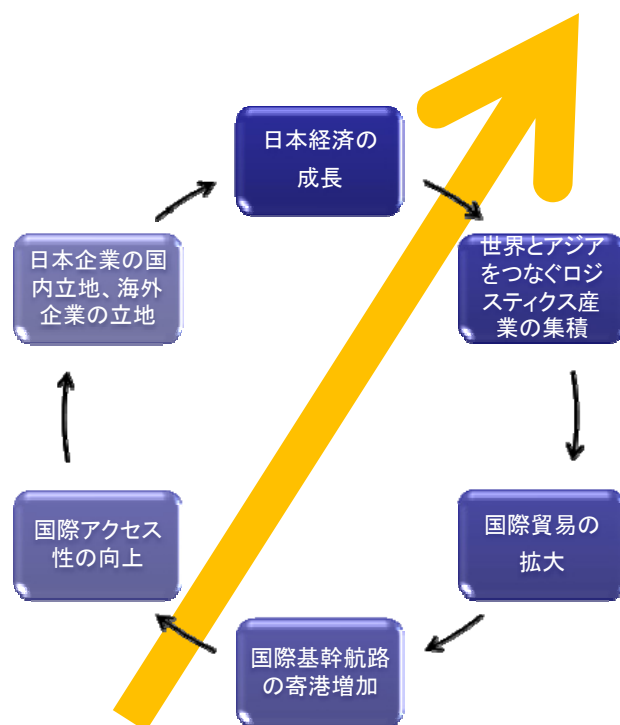 日本経済の
成長
世界とアジア
をつなぐロジ
スティクス産
業の集積
国際貿易の
拡大
国際基幹航路
の寄港増加
国際アクセス
性の向上
日本企業の国
内立地、海外
企業の立地